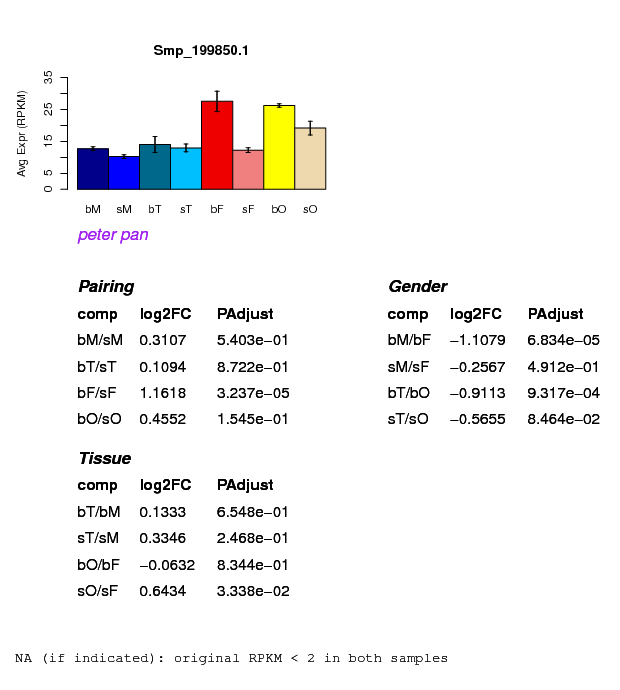 Smp_199850.1
Avg Expr (RPKM)
35
25
15
5
0
bM sM bT sT bF sF bO sO
peter pan
Pairing
comp log2FC PAdjust
bM/sM 0.3107 5.403e−01
bT/sT 0.1094 8.722e−01
bF/sF 1.1618 3.237e−05
bO/sO 0.4552 1.545e−01
Gender
comp log2FC PAdjust
bM/bF −1.1079 6.834e−05
sM/sF −0.2567 4.912e−01
bT/bO −0.9113 9.317e−04
sT/sO −0.5655 8.464e−02
Tissue
comp log2FC PAdjust
bT/bM 0.1333 6.548e−01
sT/sM 0.3346 2.468e−01
bO/bF −0.0632 8.344e−01
sO/sF 0.6434 3.338e−02
NA (if indicated): original RPKM < 2 in both samples